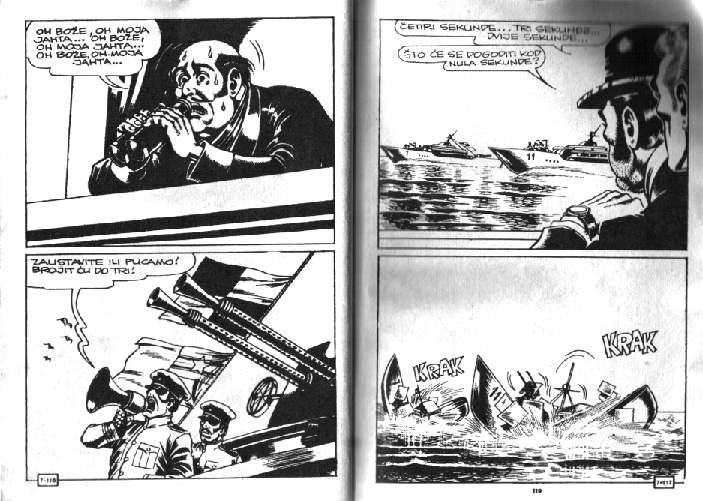 OH BOŽE, OH MOJA
JAHTA... OH BOŽE,
OH MOJA JAHTA...
OH BOŽE, OH MOJA
JAHTA...
ZAUSTAVITE ILI PUCAMO!
BROJIT ĆU DO TRI!
7-118
ČETIRI SEKUNDE... TRI SEKUNDE...
DVIJE SEKUNDE...
ŠTO ĆE SE DOGODITI KOD
NULA SEKUNDE?
11
KRAK
KRAK
111
119